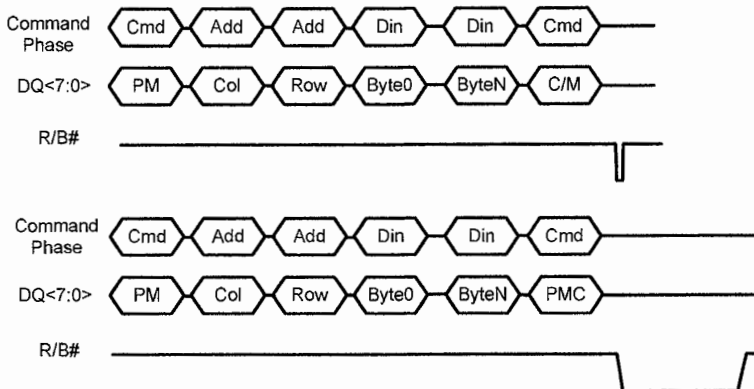 Command Phase Cmd Add Add Din Din Cmd
DQ<7:0> PM Col Row Byte0 ByteN C/M
R/B#
Command Phase Cmd Add Add Din Din Cmd
DQ<7:0> PM Col Row Byte0 ByteN PMC
R/B#